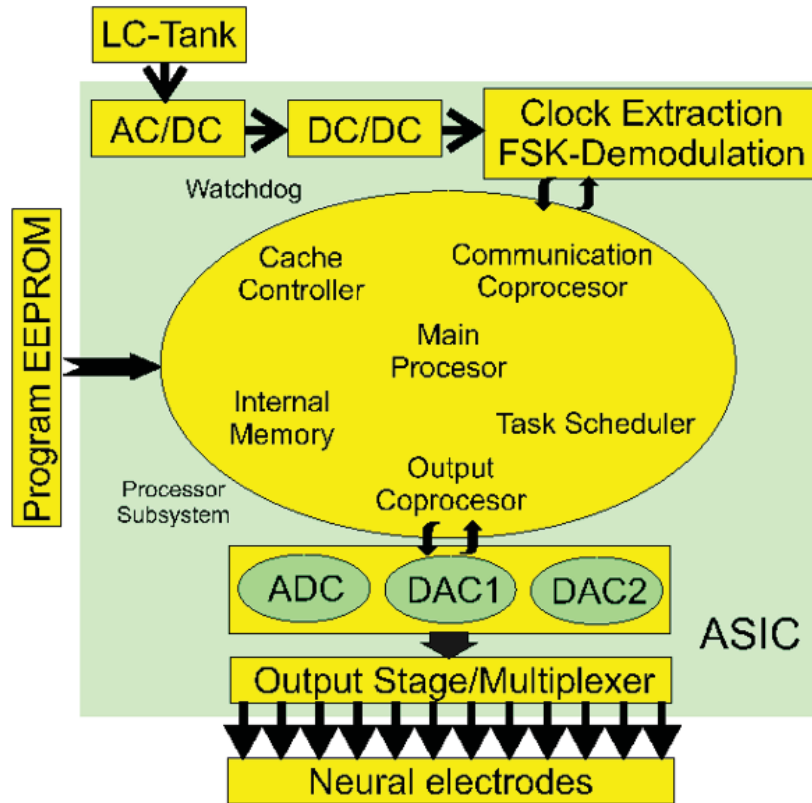 LC-Tank
AC/DC
DC/DC
Clock Extraction
FSK-Demodulation
Watchdog
Program EEPROM
Cache
Controller
Communication
Coprocesor
Main
Procesor
Internal
Memory
Task Scheduler
Output
Coprocesor
Processor
Subsystem
ADC
DAC1
DAC2
ASIC
Output Stage/Multiplexer
Neural electrodes